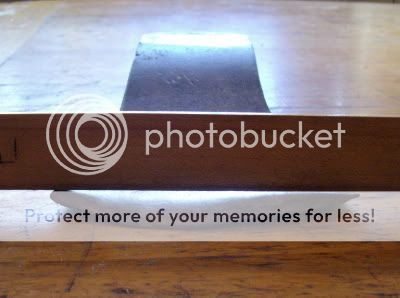 photobucket
Protect more of your memories for less!